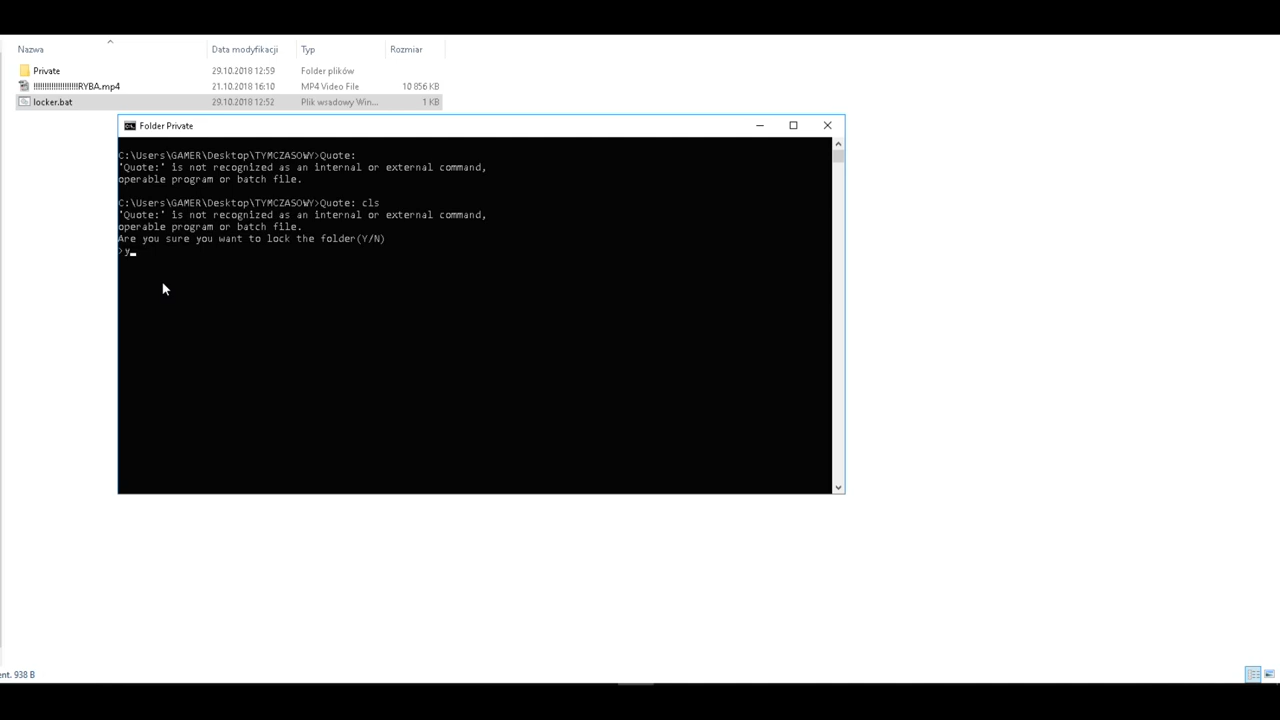 Nazwa Data modyfikacji Typ Rozmiar
Private 29.10.2018 12:59 Folder plików
!!!!!!!!!!!!!!!!!!!!RYBA.mp4 21.10.2018 16:10 MP4 Video File 10 856 KB
locker.bat 29.10.2018 12:52 Plik wsadowy Win... 1 KB
Folder Private
C:\Users\GAMER\Desktop\TYMCZASOWY>Quote:
'Quote:' is not recognized as an internal or external command,
operable program or batch file.
C:\Users\GAMER\Desktop\TYMCZASOWY>Quote: cls
'Quote:' is not recognized as an internal or external command,
operable program or batch file.
Are you sure you want to lock the folder(Y/N)
>y_
ent. 938 B